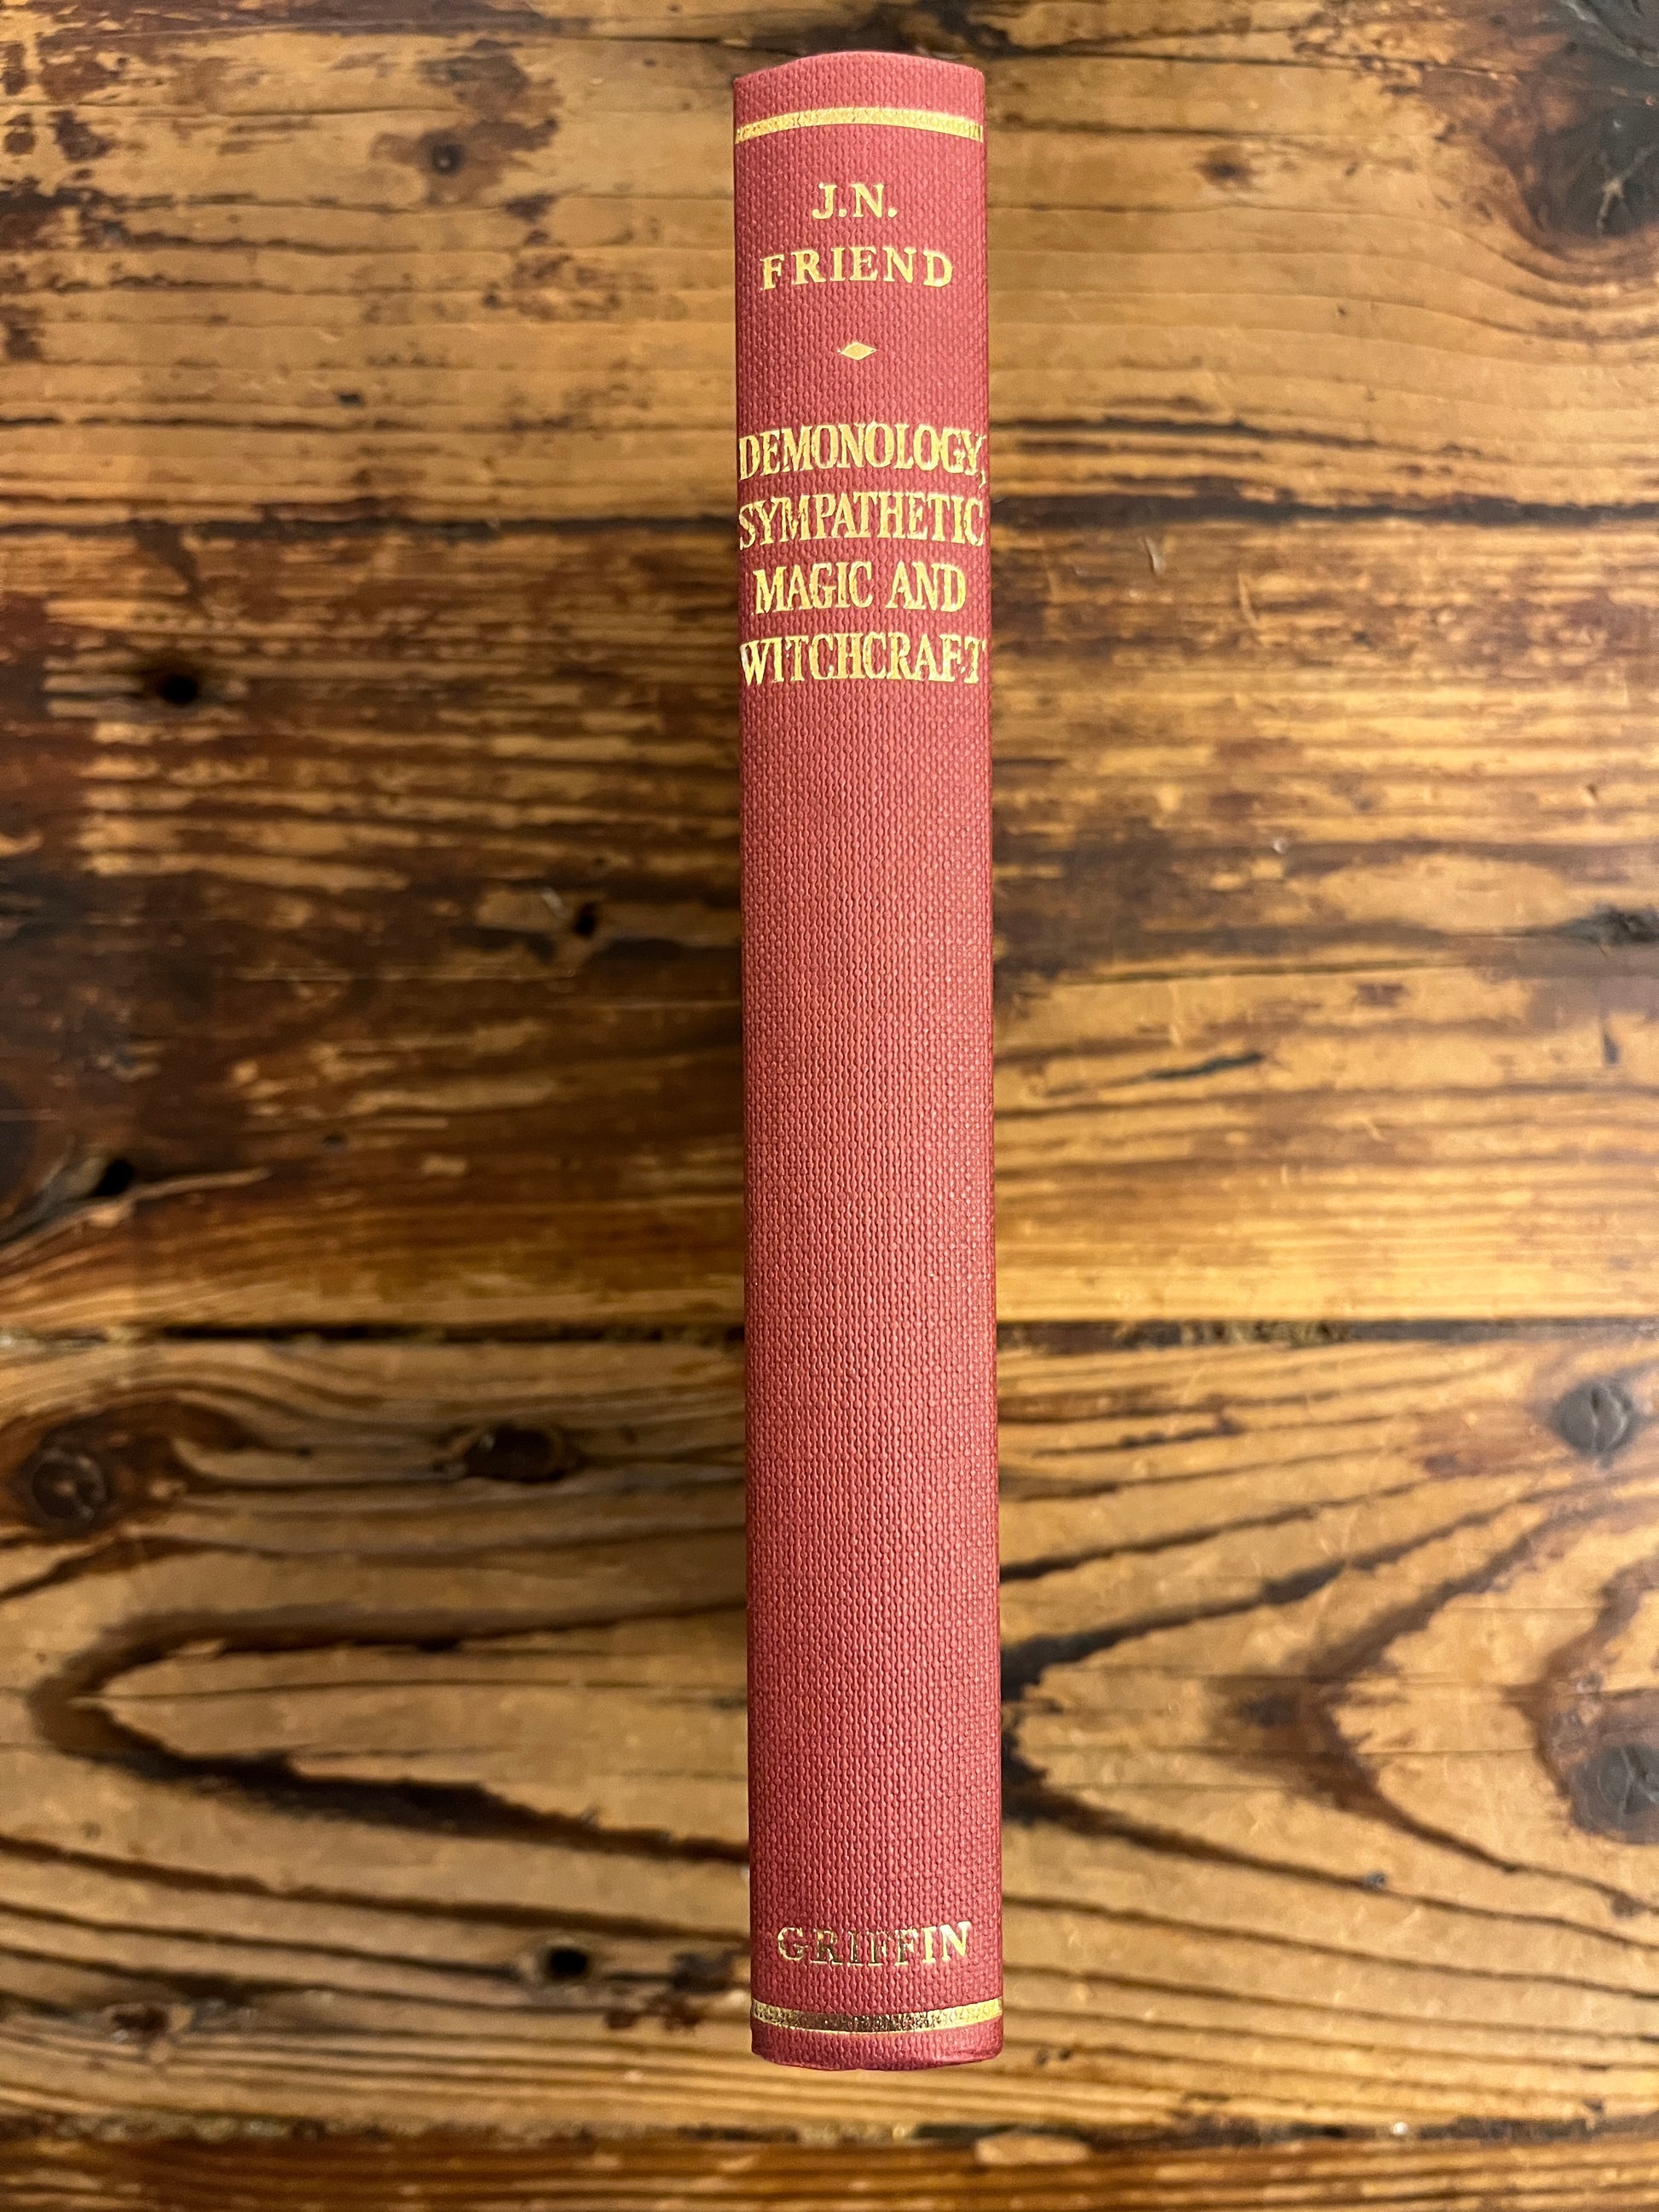 J.N.
FRIEND
DEMONOLOGY,
SYMPATHETIC
MAGIC AND
WITCHCRAFT
GRIFFIN